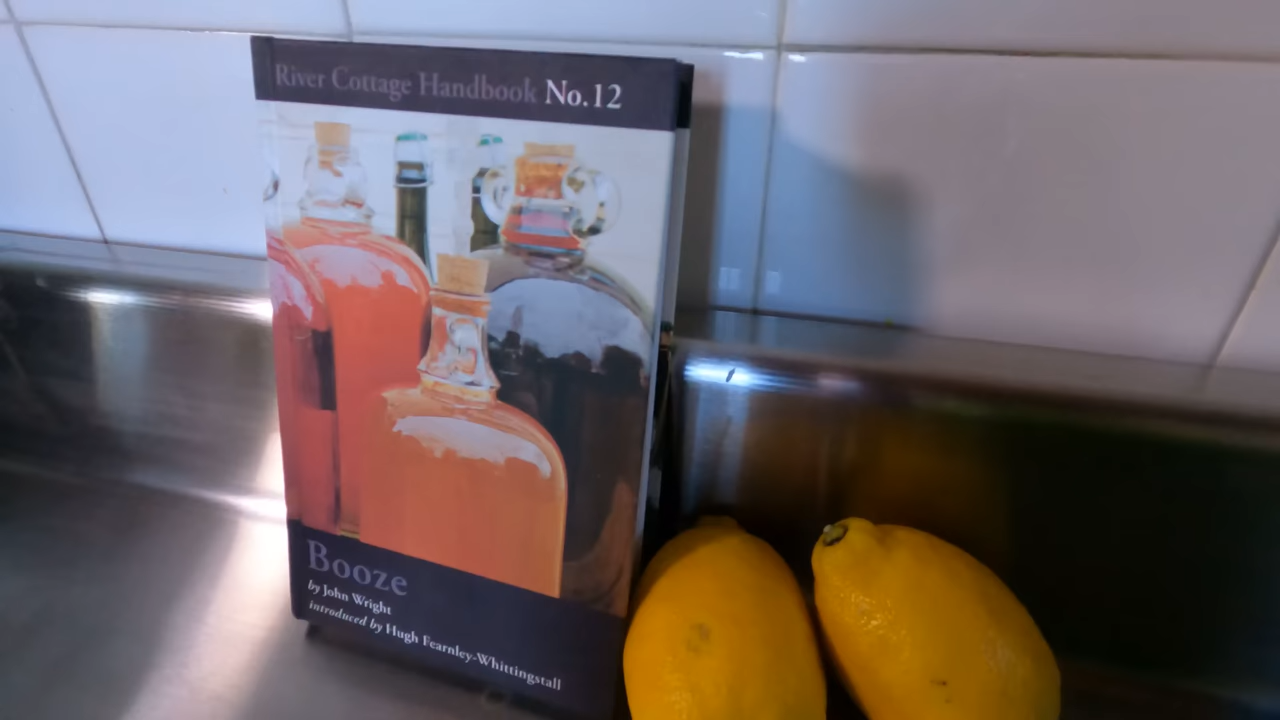 River Cottage Handbook No.12
Booze
by John Wright
introduced by Hugh Fearnley-Whittingstall